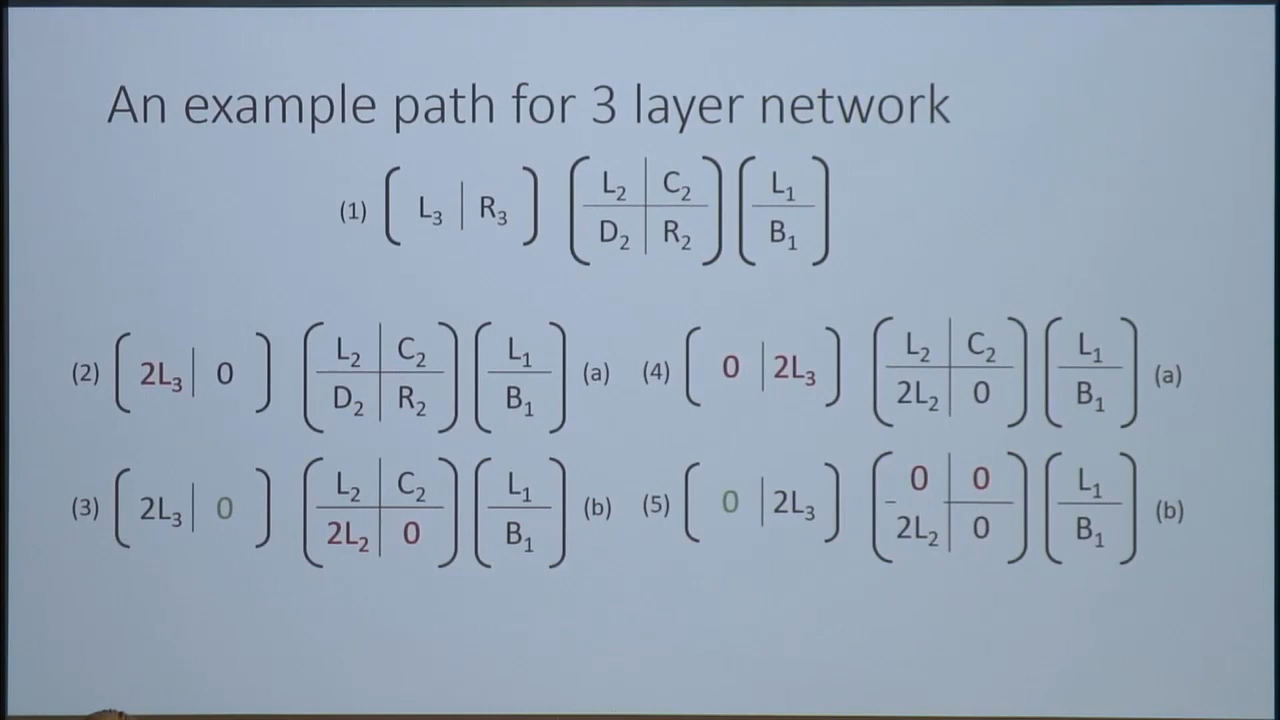 An example path for 3 layer network
(1) ( L₃ | R₃ ) ( L₂ | C₂ ) ( L₁ )
( D₂ | R₂ ) ( B₁ )
(2) ( 2L₃ | 0 ) ( L₂ | C₂ ) ( L₁ ) (a)
( D₂ | R₂ ) ( B₁ )
(3) ( 2L₃ | 0 ) ( L₂ | C₂ ) ( L₁ ) (b)
( 2L₂ | 0 ) ( B₁ )
(4) ( 0 | 2L₃ ) ( L₂ | C₂ ) ( L₁ ) (a)
( 2L₂ | 0 ) ( B₁ )
(5) ( 0 | 2L₃ ) ( 0 | 0 ) ( L₁ ) (b)
( 2L₂ | 0 ) ( B₁ )